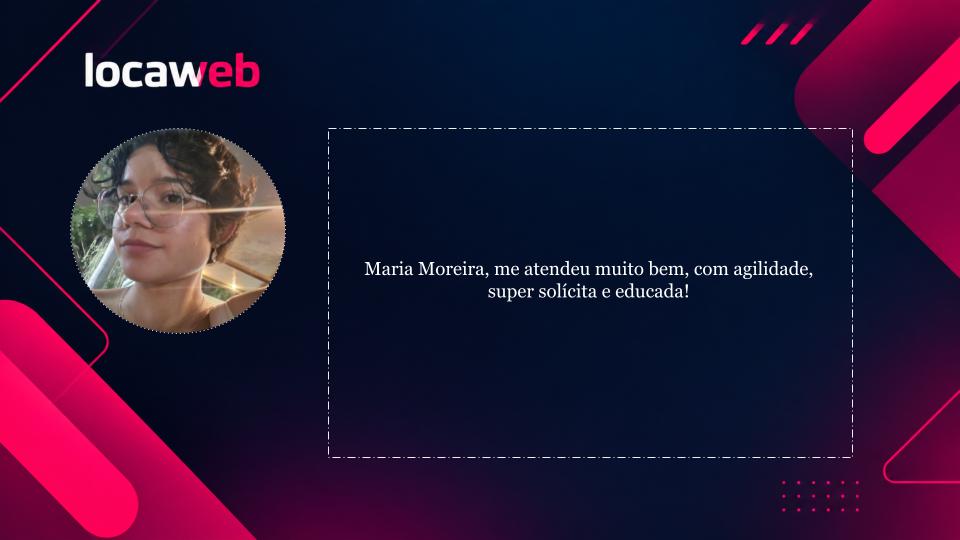 locaweb
Maria Moreira, me atendeu muito bem, com agilidade,
super solícita e educada!